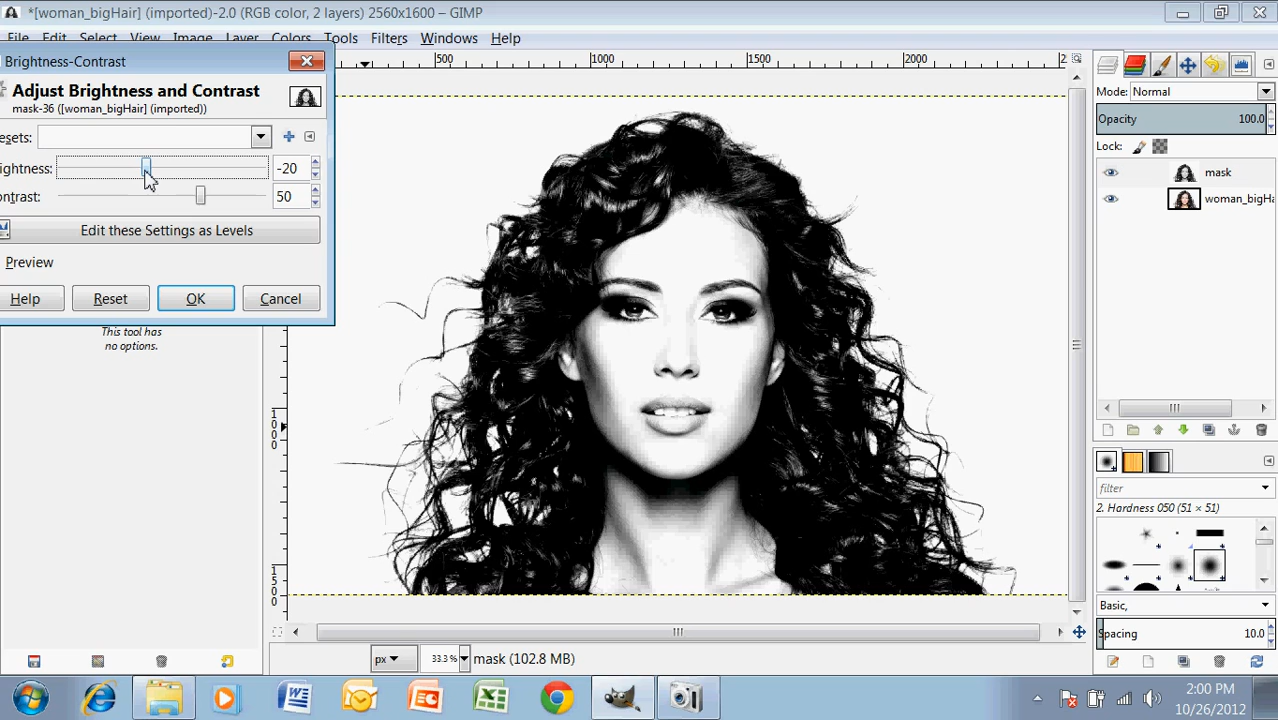 *[woman_bigHair] (imported)-2.0 (RGB color, 2 layers) 2560x1600 – GIMP
File Edit Select View Image Layer Colors Tools Filters Windows Help
Brightness-Contrast
Adjust Brightness and Contrast
mask-36 ([woman_bigHair] (imported))
esets:
ightness: -20
ontrast: 50
Edit these Settings as Levels
Preview
Help Reset OK Cancel
This tool has
no options.
500 1000 1500 2000 2
1000
1500
Mode: Normal
Opacity 100.0
Lock:
mask
woman_bigHa
filter
2. Hardness 050 (51 × 51)
Basic,
Spacing 10.0
px 33.3 % mask (102.8 MB)
2:00 PM
10/26/2012